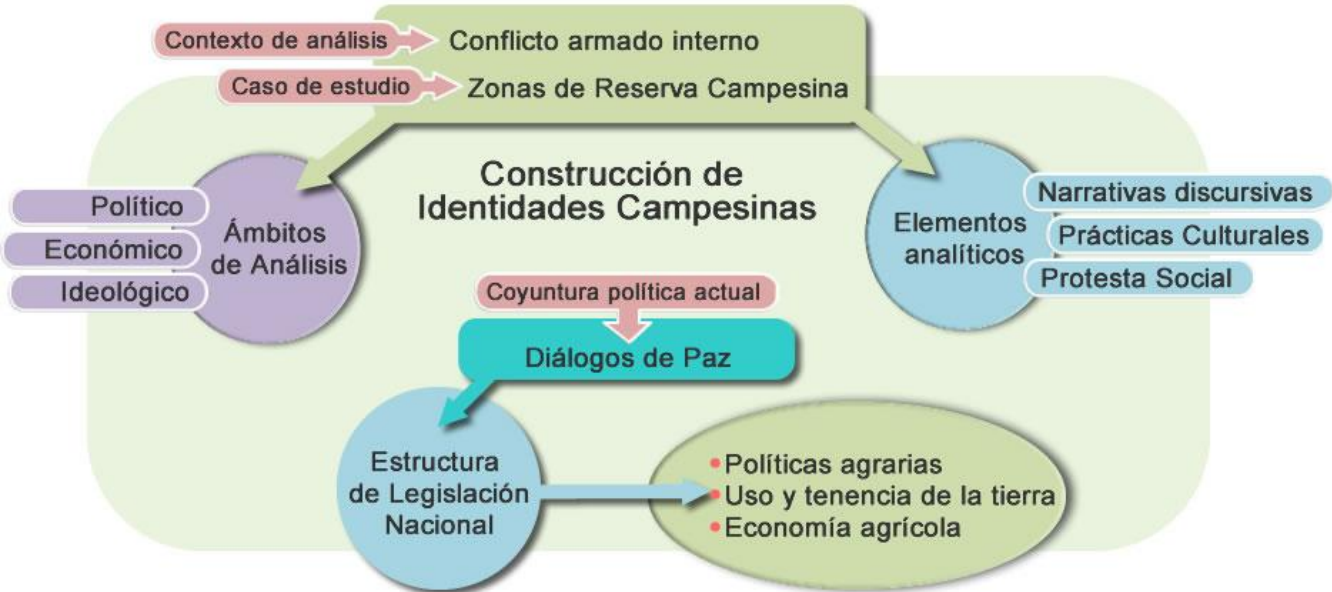 Contexto de análisis
Conflicto armado interno
Caso de estudio
Zonas de Reserva Campesina
Construcción de
Identidades Campesinas
Político
Económico
Ideológico
Ámbitos
de Análisis
Elementos
analíticos
Narrativas discursivas
Prácticas Culturales
Protesta Social
Coyuntura política actual
Diálogos de Paz
Estructura
de Legislación
Nacional
• Políticas agrarias
• Uso y tenencia de la tierra
• Economía agrícola